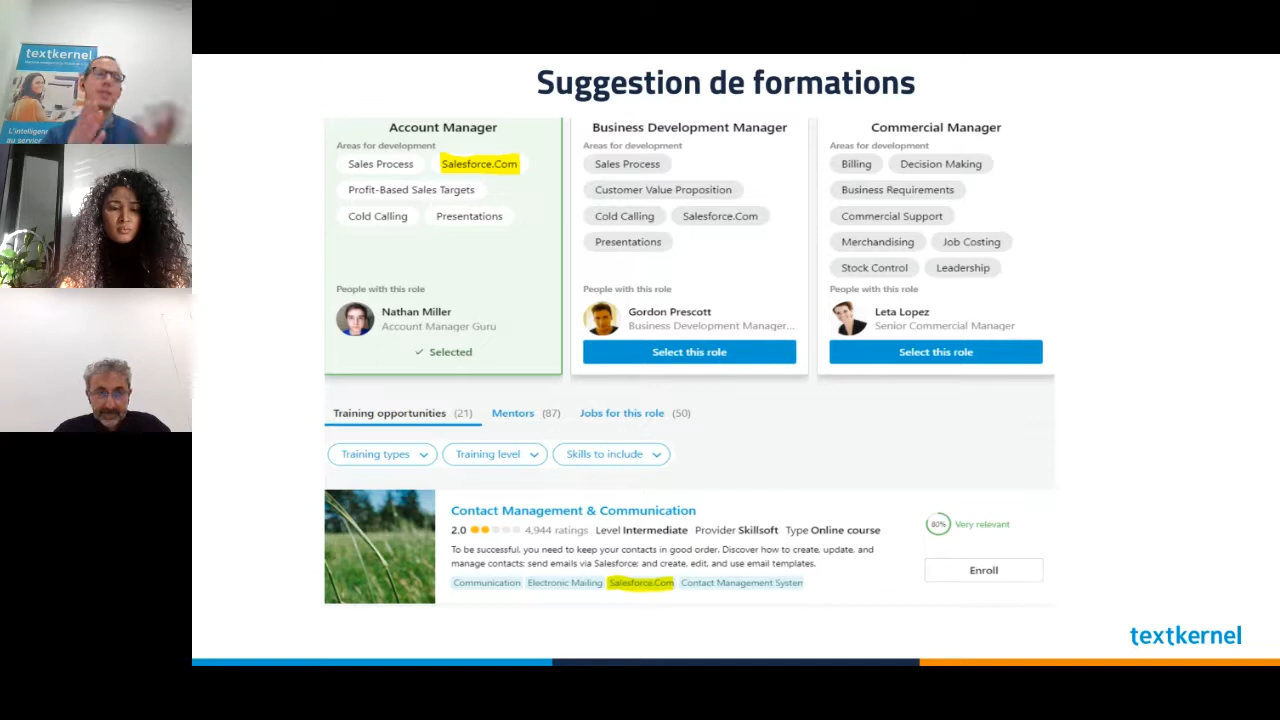 textkernel
L'intelligen
au servic
Suggestion de formations
Account Manager
Areas for development
Sales Process
Salesforce.Com
Profit-Based Sales Targets
Cold Calling
Presentations
People with this role
Nathan Miller
Account Manager Guru
Selected
Business Development Manager
Areas for development
Sales Process
Customer Value Proposition
Cold Calling
Salesforce.Com
Presentations
People with this role
Gordon Prescott
Business Development Manager...
Select this role
Commercial Manager
Areas for development
Billing
Decision Making
Business Requirements
Commercial Support
Merchandising
Job Costing
Stock Control
Leadership
People with this role
Leta Lopez
Senior Commercial Manager
Select this role
Training opportunities (21) Mentors (87) Jobs for this role (50)
Training types
Training level
Skills to include
Contact Management & Communication
2.0 4,944 ratings Level Intermediate Provider Skillsoft Type Online course
To be successful, you need to keep your contacts in good order. Discover how to create, update, and
manage contacts; send emails via Salesforce; and create, edit, and use email templates.
Communication Electronic Mailing Salesforce.Com Contact Management System
80% Very relevant
Enroll
textkernel